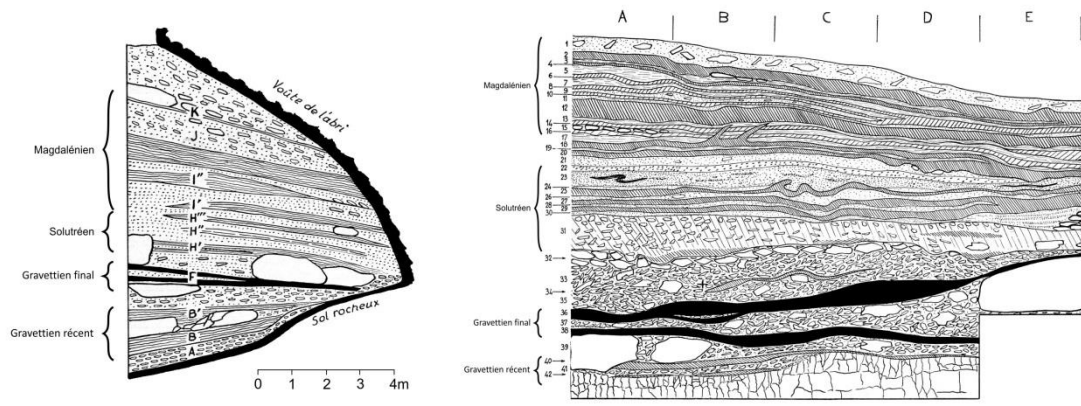 Magdalénien
Solutréen
Gravettien final
Gravettien récent
K
J
I''
I'
H'''
H''
H'
F
B'
B
A
Voûte de l'abri
Sol rocheux
0 1 2 3 4m
A B C D E
Magdalénien
Solutréen
Gravettien final
Gravettien récent
1
2
3
4
5
6
7
8
9
10
11
12
13
14
15
16
17
18
19
20
21
22
23
24
25
26
27
28
29
30
31
32
33
34
35
36
37
38
39
40
41
42